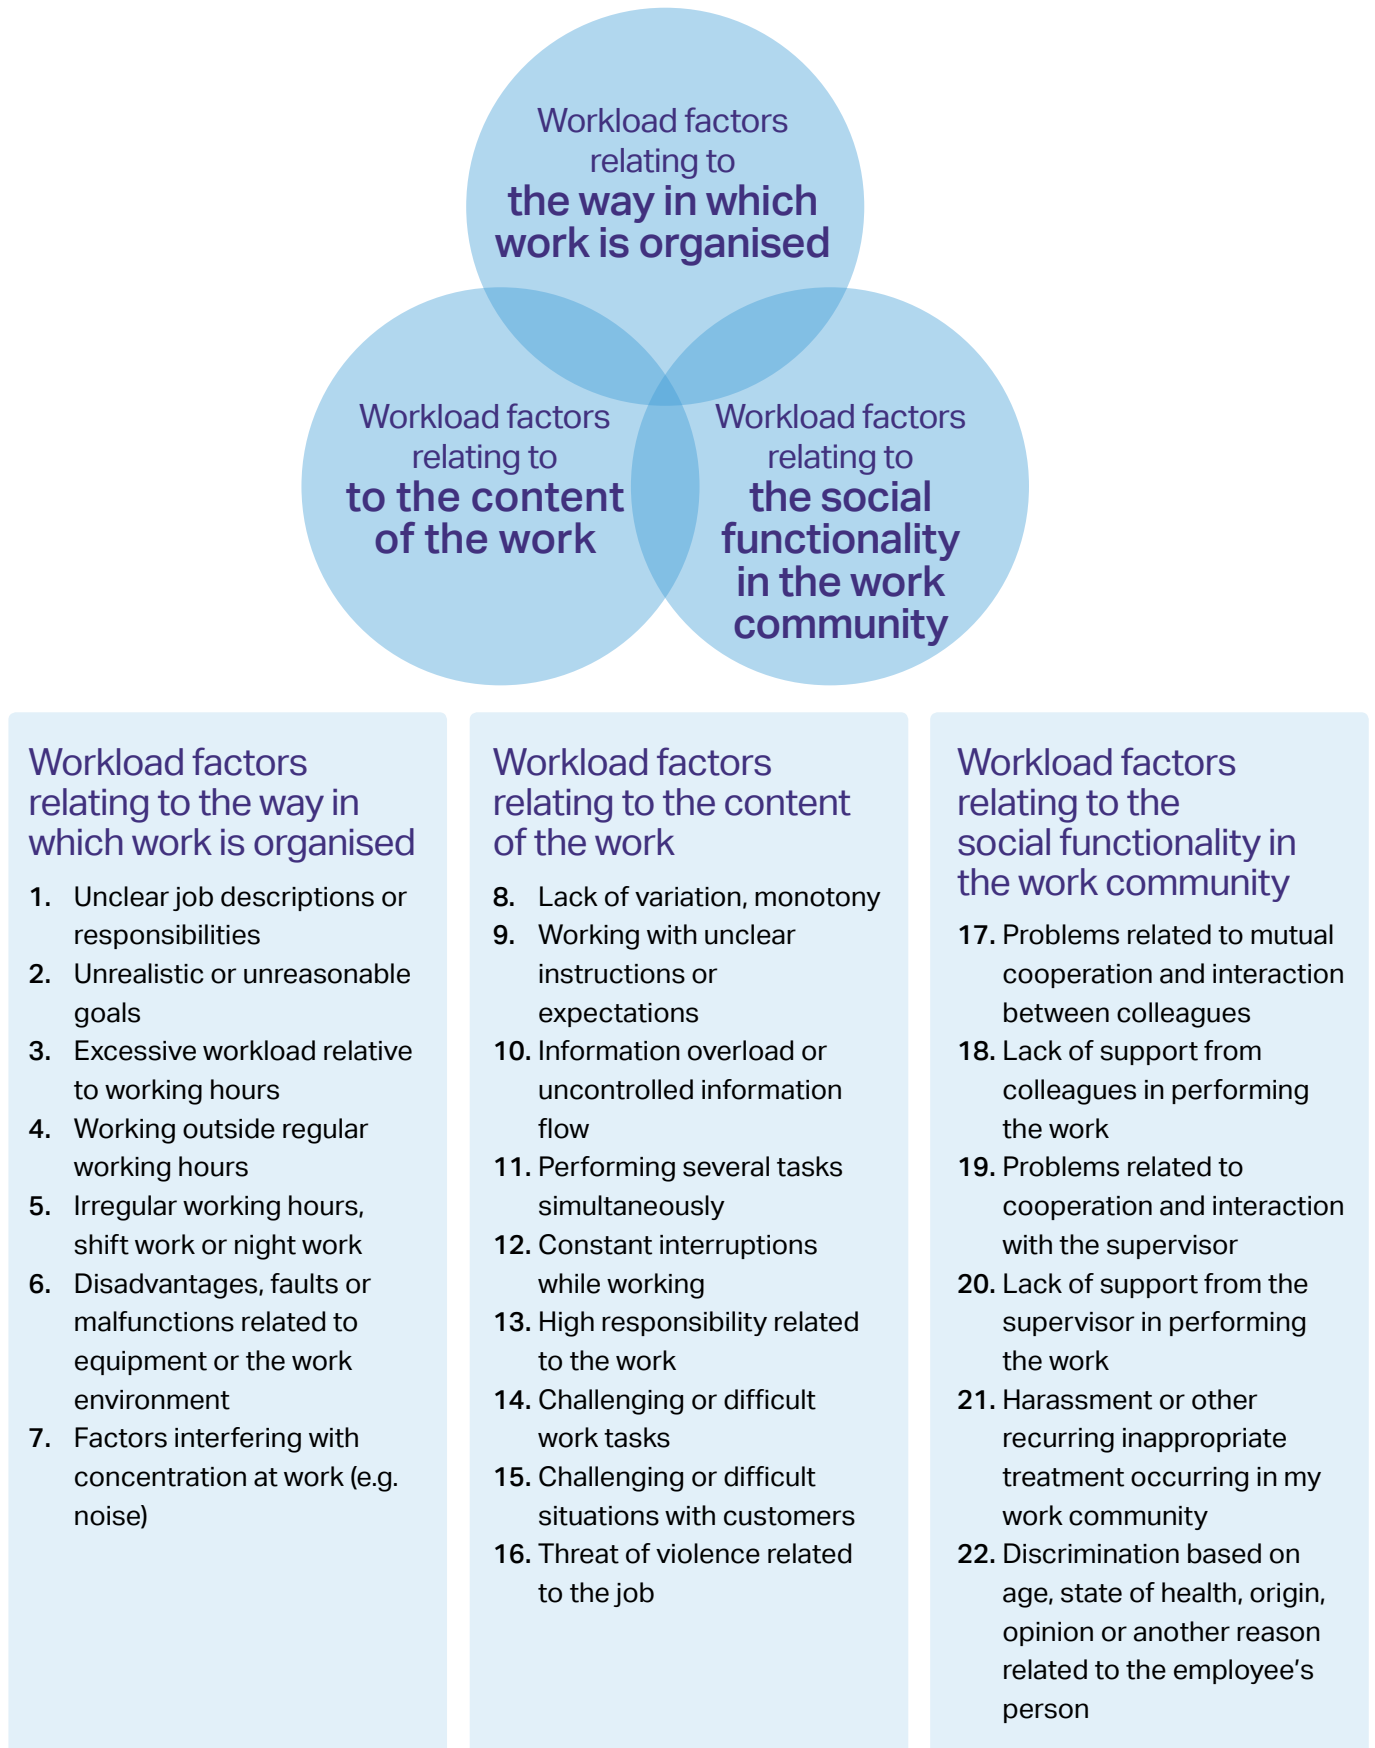 Workload factors
relating to
the way in which
work is organised
Workload factors
relating to
to the content
of the work
Workload factors
relating to
the social
functionality
in the work
community
Workload factors
relating to the way in
which work is organised
1. Unclear job descriptions or
responsibilities
2. Unrealistic or unreasonable
goals
3. Excessive workload relative
to working hours
4. Working outside regular
working hours
5. Irregular working hours,
shift work or night work
6. Disadvantages, faults or
malfunctions related to
equipment or the work
environment
7. Factors interfering with
concentration at work (e.g.
noise)
Workload factors
relating to the content
of the work
8. Lack of variation, monotony
9. Working with unclear
instructions or
expectations
10. Information overload or
uncontrolled information
flow
11. Performing several tasks
simultaneously
12. Constant interruptions
while working
13. High responsibility related
to the work
14. Challenging or difficult
work tasks
15. Challenging or difficult
situations with customers
16. Threat of violence related
to the job
Workload factors
relating to the
social functionality in
the work community
17. Problems related to mutual
cooperation and interaction
between colleagues
18. Lack of support from
colleagues in performing
the work
19. Problems related to
cooperation and interaction
with the supervisor
20. Lack of support from the
supervisor in performing
the work
21. Harassment or other
recurring inappropriate
treatment occurring in my
work community
22. Discrimination based on
age, state of health, origin,
opinion or another reason
related to the employee's
person